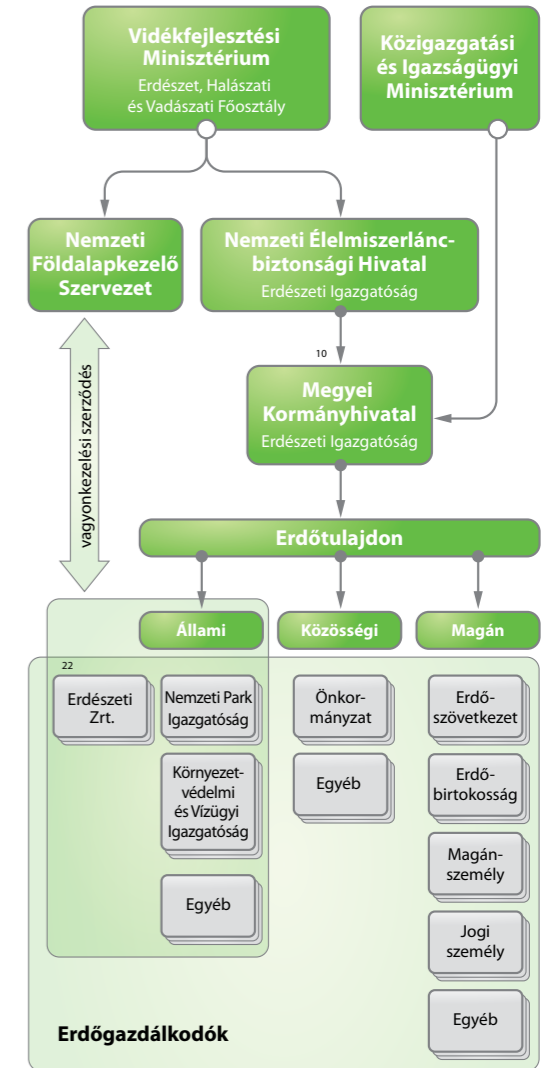 Vidékfejlesztési
Minisztérium
Erdészet, Halászati
és Vadászati Főosztály
Közigazgatási
és Igazságügyi
Minisztérium
Nemzeti
Földalapkezelő
Szervezet
Nemzeti Élelmiszerlánc-
biztonsági Hivatal
Erdészeti Igazgatóság
vagyonkezelési szerződés
10
Megyei
Kormányhivatal
Erdészeti Igazgatóság
Erdőtulajdon
Állami
Közösségi
Magán
22
Erdészeti
Zrt.
Nemzeti Park
Igazgatóság
Környezet-
védelmi
és Vízügyi
Igazgatóság
Egyéb
Önkor-
mányzat
Egyéb
Erdő-
szövetkezet
Erdő-
birtokosság
Magán-
személy
Jogi
személy
Egyéb
Erdőgazdálkodók